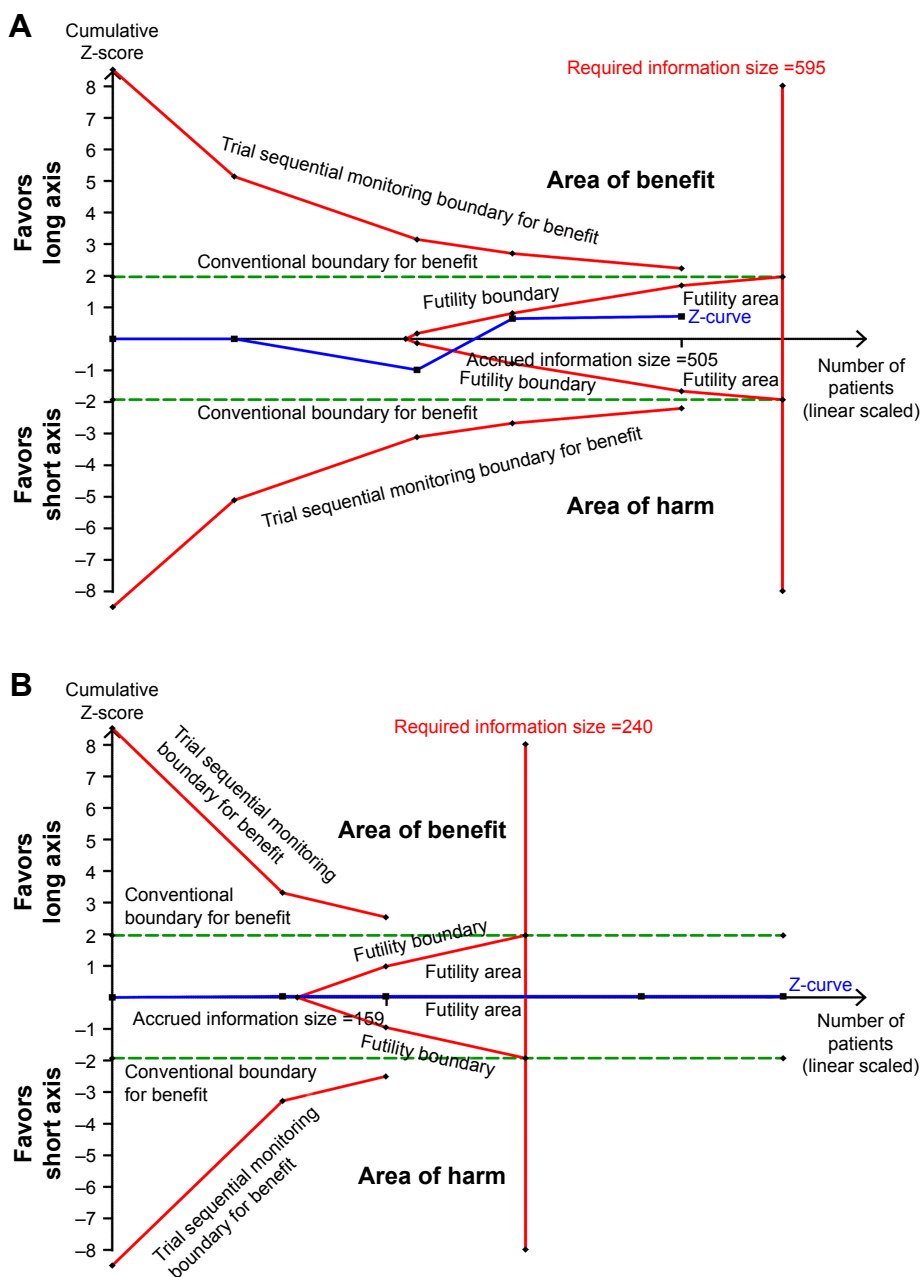 A
Cumulative
Z-score
Required information size =595
8
7
6
5
4
3
2
1
–1
–2
–3
–4
–5
–6
–7
–8
Favors
long axis
Favors
short axis
Trial sequential monitoring boundary for benefit
Area of benefit
Conventional boundary for benefit
Futility boundary
Futility area
Z-curve
Accrued information size =505
Futility boundary
Futility area
Number of
patients
(linear scaled)
Conventional boundary for benefit
Trial sequential monitoring boundary for benefit
Area of harm
B
Cumulative
Z-score
Required information size =240
8
7
6
5
4
3
2
1
–1
–2
–3
–4
–5
–6
–7
–8
Favors
long axis
Favors
short axis
Trial sequential monitoring
boundary for benefit
Area of benefit
Conventional
boundary for benefit
Futility boundary
Futility area
Z-curve
Accrued information size =159
Futility area
Futility boundary
Number of
patients
(linear scaled)
Conventional boundary
for benefit
Trial sequential monitoring
boundary for benefit
Area of harm